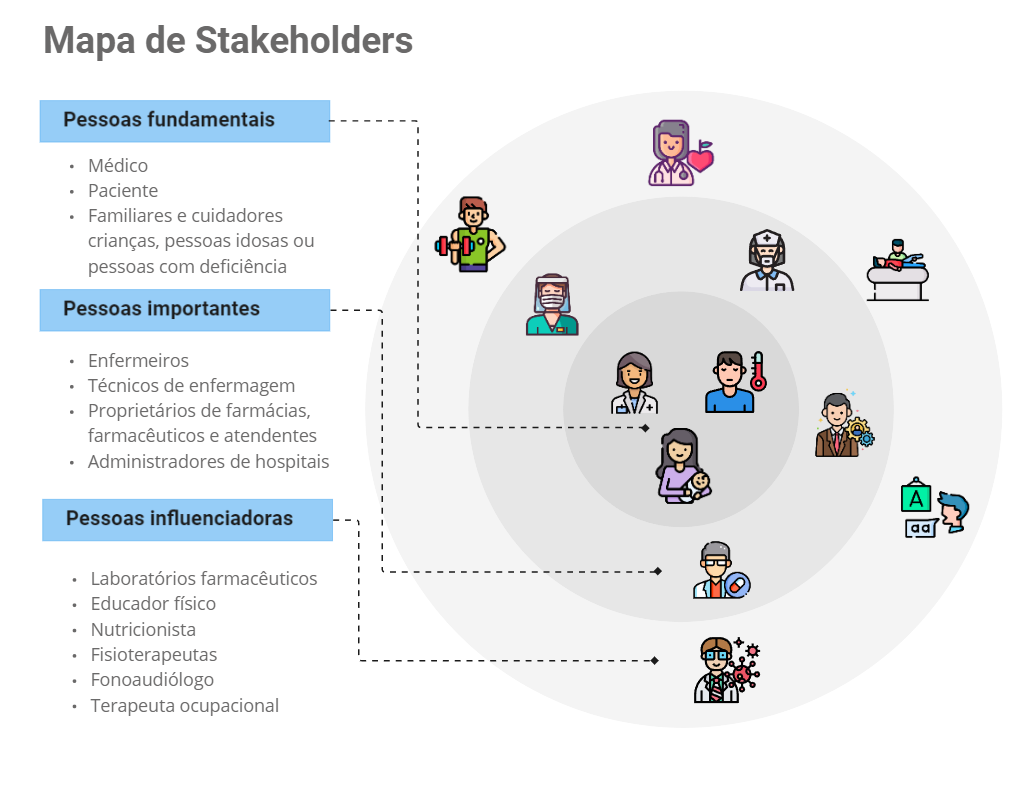 Mapa de Stakeholders
Pessoas fundamentais
• Médico
• Paciente
• Familiares e cuidadores
crianças, pessoas idosas ou
pessoas com deficiência
Pessoas importantes
• Enfermeiros
• Técnicos de enfermagem
• Proprietários de farmácias,
farmacêuticos e atendentes
• Administradores de hospitais
Pessoas influenciadoras
• Laboratórios farmacêuticos
• Educador físico
• Nutricionista
• Fisioterapeutas
• Fonoaudiólogo
• Terapeuta ocupacional
A
aa